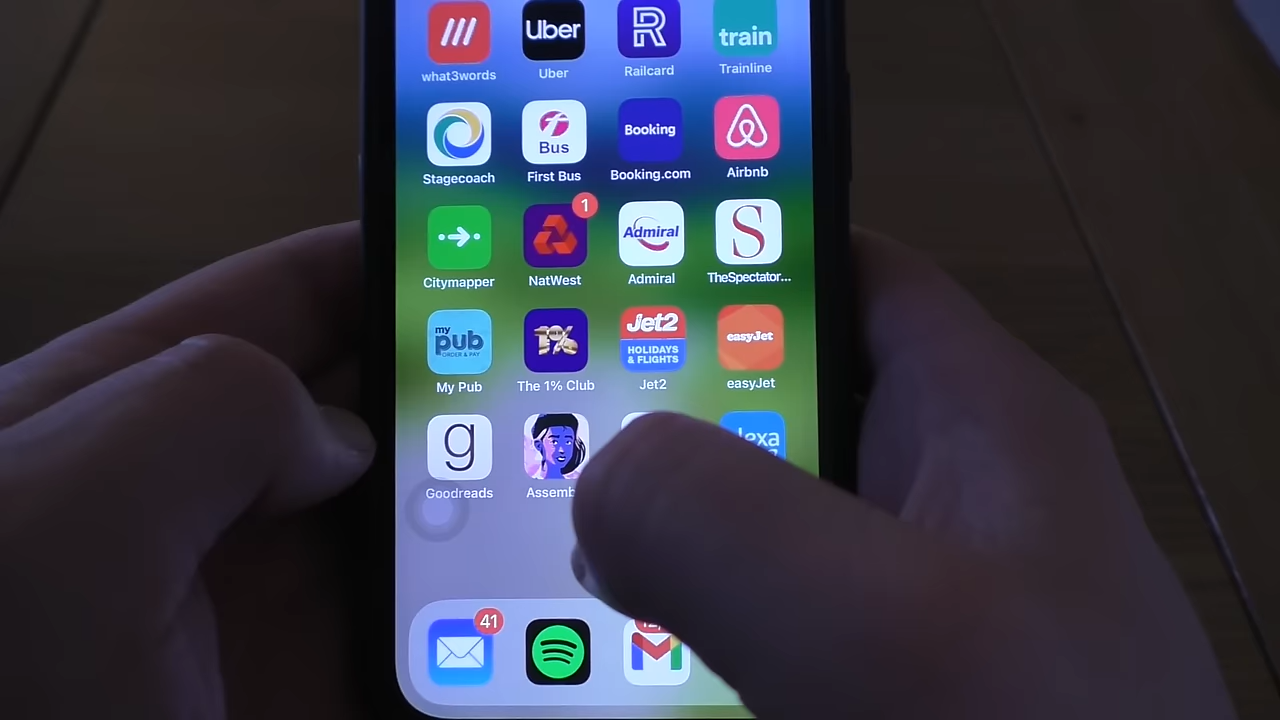 Uber
train
what3words Uber Railcard Trainline
Bus Booking
Stagecoach First Bus Booking.com Airbnb
1
Admiral S
Citymapper NatWest Admiral TheSpectator...
my
pub
ORDER & PAY
1%
Jet2
HOLIDAYS
& FLIGHTS
easyJet
My Pub The 1% Club Jet2 easyJet
g
Goodreads
41